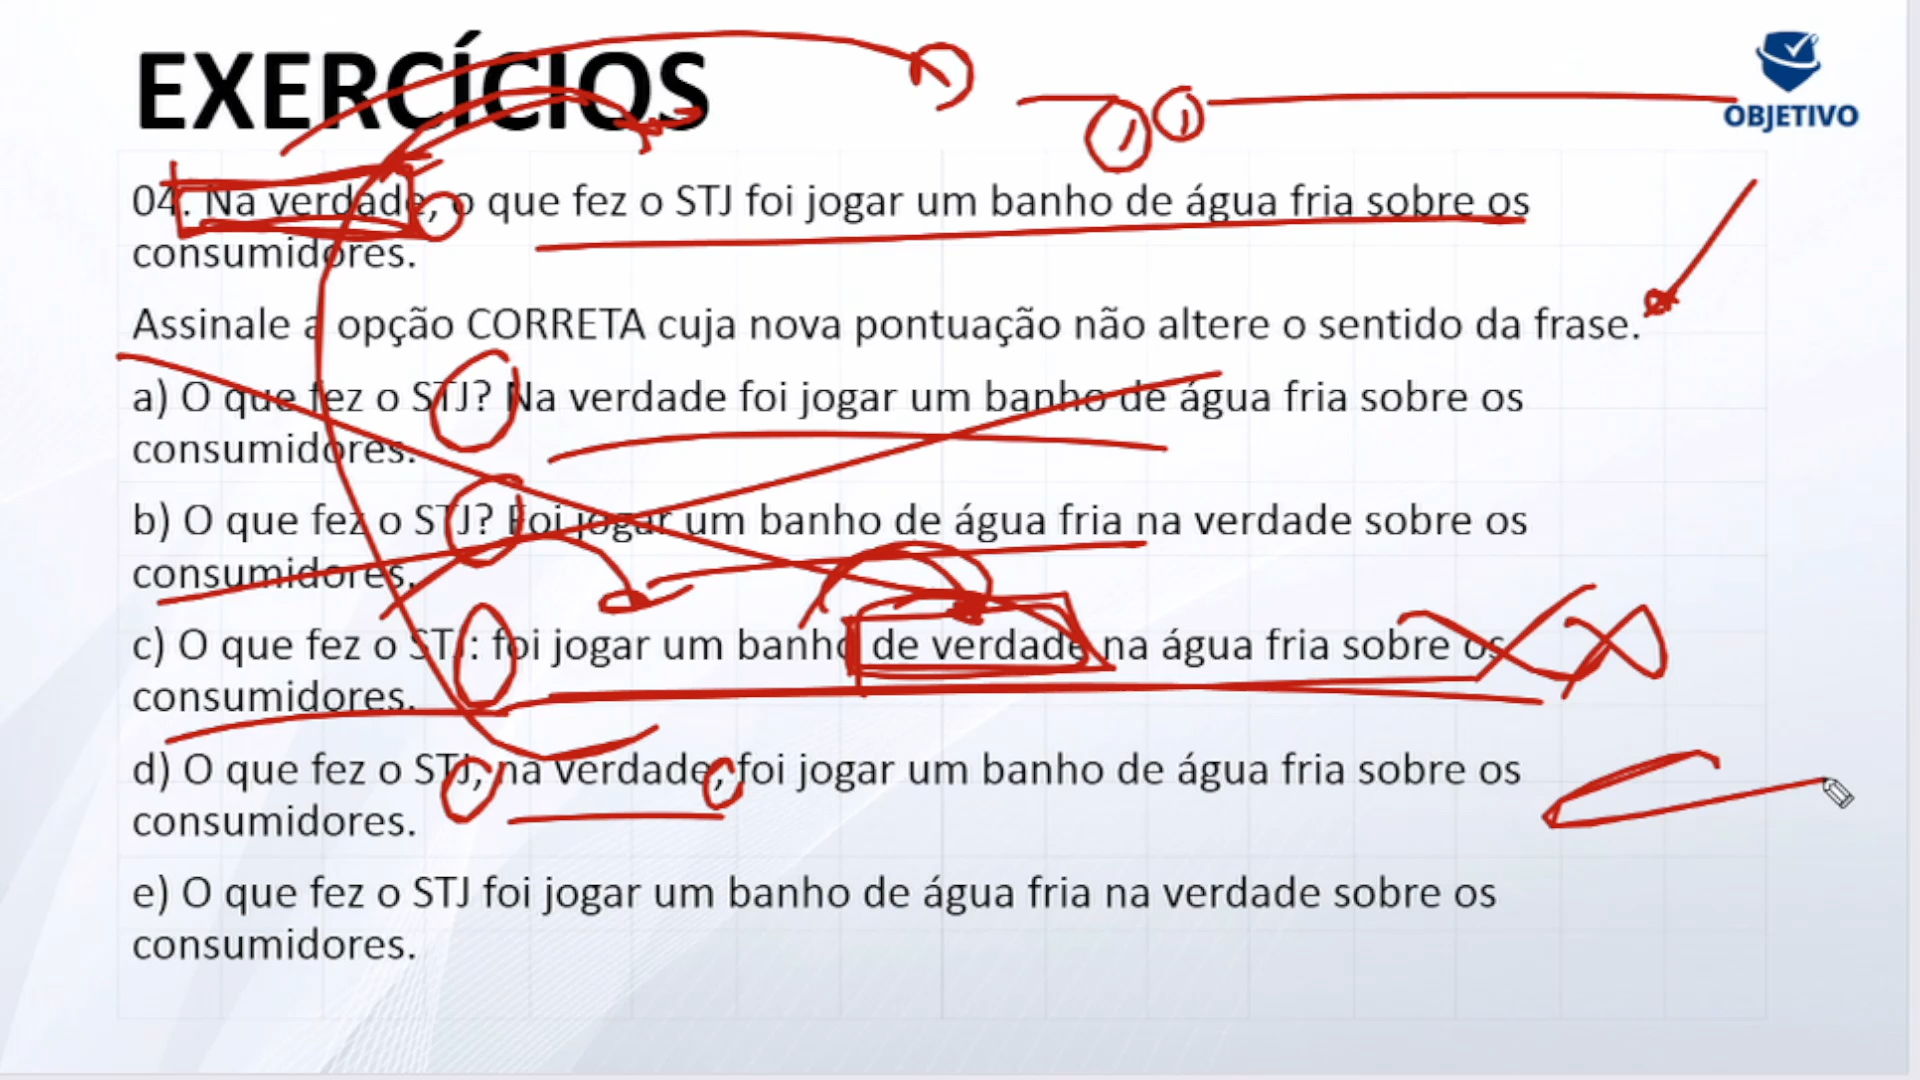 EXERCÍCIOS
OBJETIVO
04. Na verdade, o que fez o STJ foi jogar um banho de água fria sobre os
consumidores.
Assinale a opção CORRETA cuja nova pontuação não altere o sentido da frase.
a) O que fez o STJ? Na verdade foi jogar um banho de água fria sobre os
consumidores.
b) O que fez o STJ? Foi jogar um banho de água fria na verdade sobre os
consumidores.
c) O que fez o STJ: foi jogar um banho de verdade na água fria sobre os
consumidores.
d) O que fez o STJ, na verdade, foi jogar um banho de água fria sobre os
consumidores.
e) O que fez o STJ foi jogar um banho de água fria na verdade sobre os
consumidores.